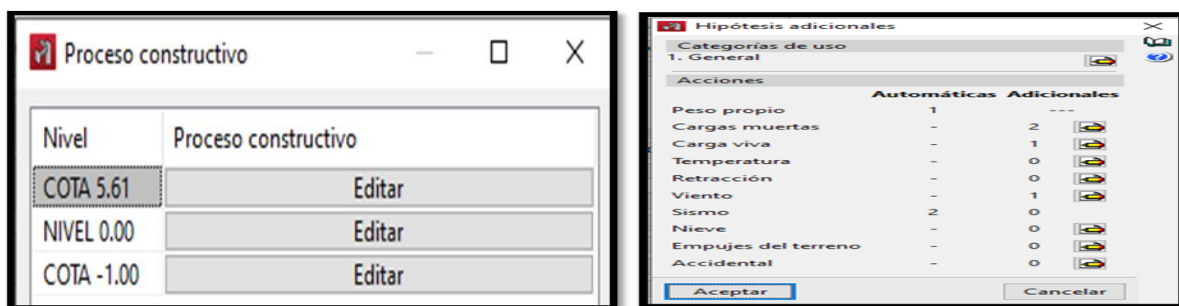 Proceso constructivo
Nivel Proceso constructivo
COTA 5.61 Editar
NIVEL 0.00 Editar
COTA -1.00 Editar
Hipótesis adicionales
Categorías de uso
1. General
Acciones
Automáticas Adicionales
Peso propio 1 ---
Cargas muertas - 2
Carga viva - 1
Temperatura - 0
Retracción - 0
Viento - 1
Sismo 2 0
Nieve - 0
Empujes del terreno - 0
Accidental - 0
Aceptar Cancelar